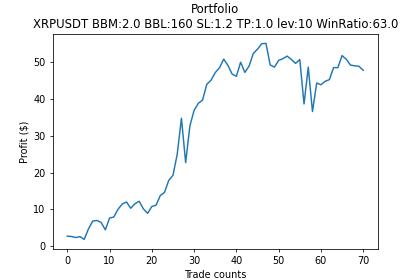 Portfolio
XRPUSDT BBM:2.0 BBL:160 SL:1.2 TP:1.0 lev:10 WinRatio:63.0
Profit ($)
50
40
30
20
10
0
0 10 20 30 40 50 60 70
Trade counts